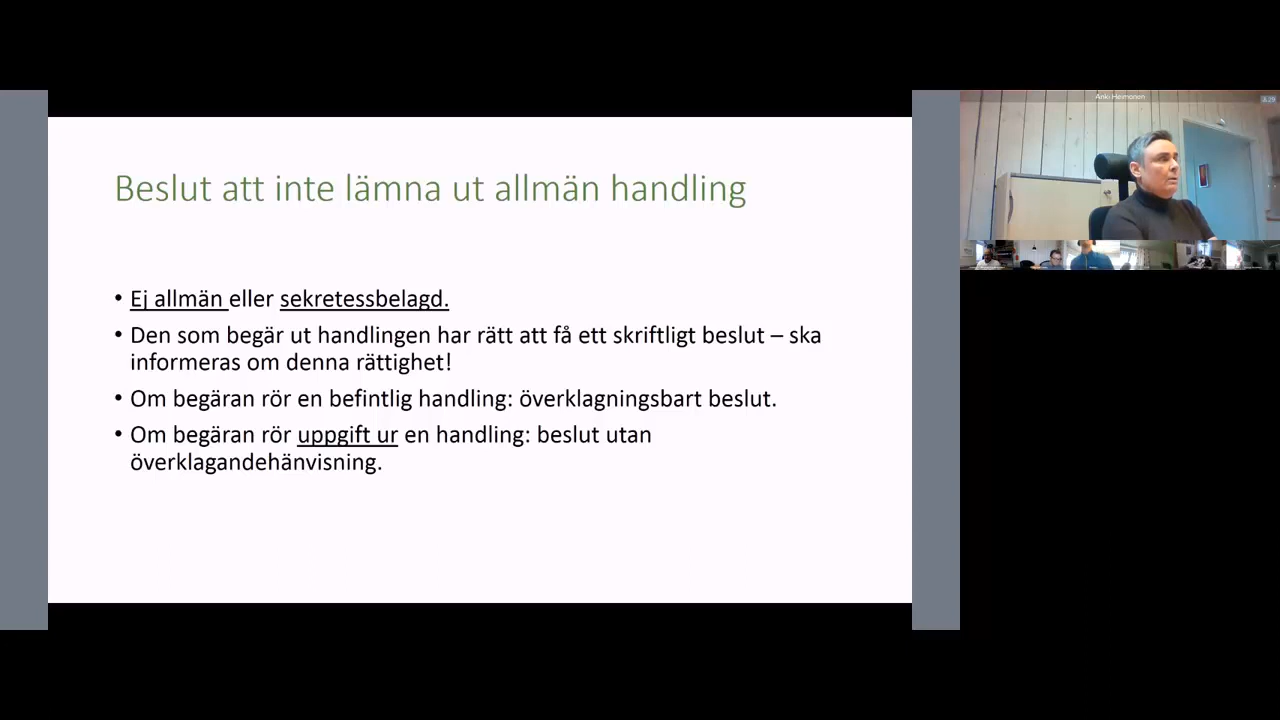 Beslut att inte lämna ut allmän handling
• Ej allmän eller sekretessbelagd.
• Den som begär ut handlingen har rätt att få ett skriftligt beslut – ska
informeras om denna rättighet!
• Om begäran rör en befintlig handling: överklagningsbart beslut.
• Om begäran rör uppgift ur en handling: beslut utan
överklagandehänvisning.
Anki Heimonen